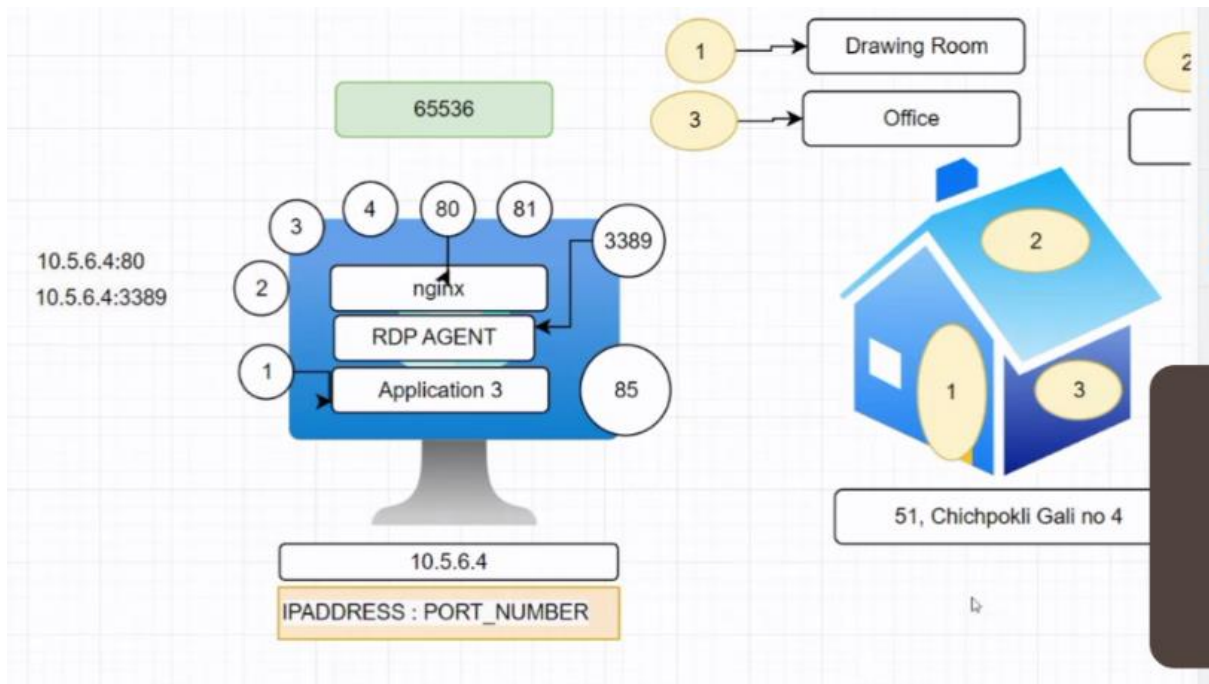 1
Drawing Room
2
3
Office
65536
3
4
80
81
3389
10.5.6.4:80
10.5.6.4:3389
2
nginx
RDP AGENT
1
Application 3
85
2
1
3
51, Chichpokli Gali no 4
10.5.6.4
IPADDRESS : PORT_NUMBER